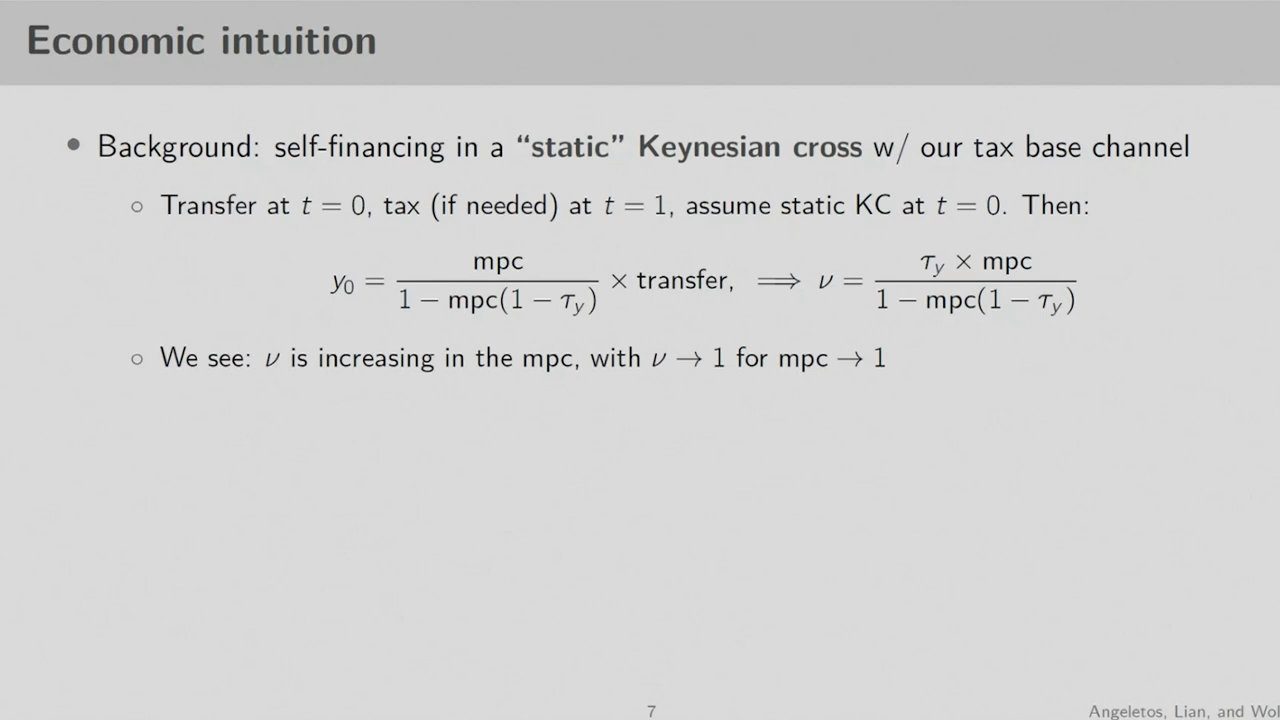 Economic intuition
• Background: self-financing in a “static” Keynesian cross w/ our tax base channel
○ Transfer at t = 0, tax (if needed) at t = 1, assume static KC at t = 0. Then:
y₀ = mpc / (1 − mpc(1 − τ_y)) × transfer, ⟹ ν = τ_y × mpc / (1 − mpc(1 − τ_y))
○ We see: ν is increasing in the mpc, with ν → 1 for mpc → 1
7
Angeletos, Lian, and